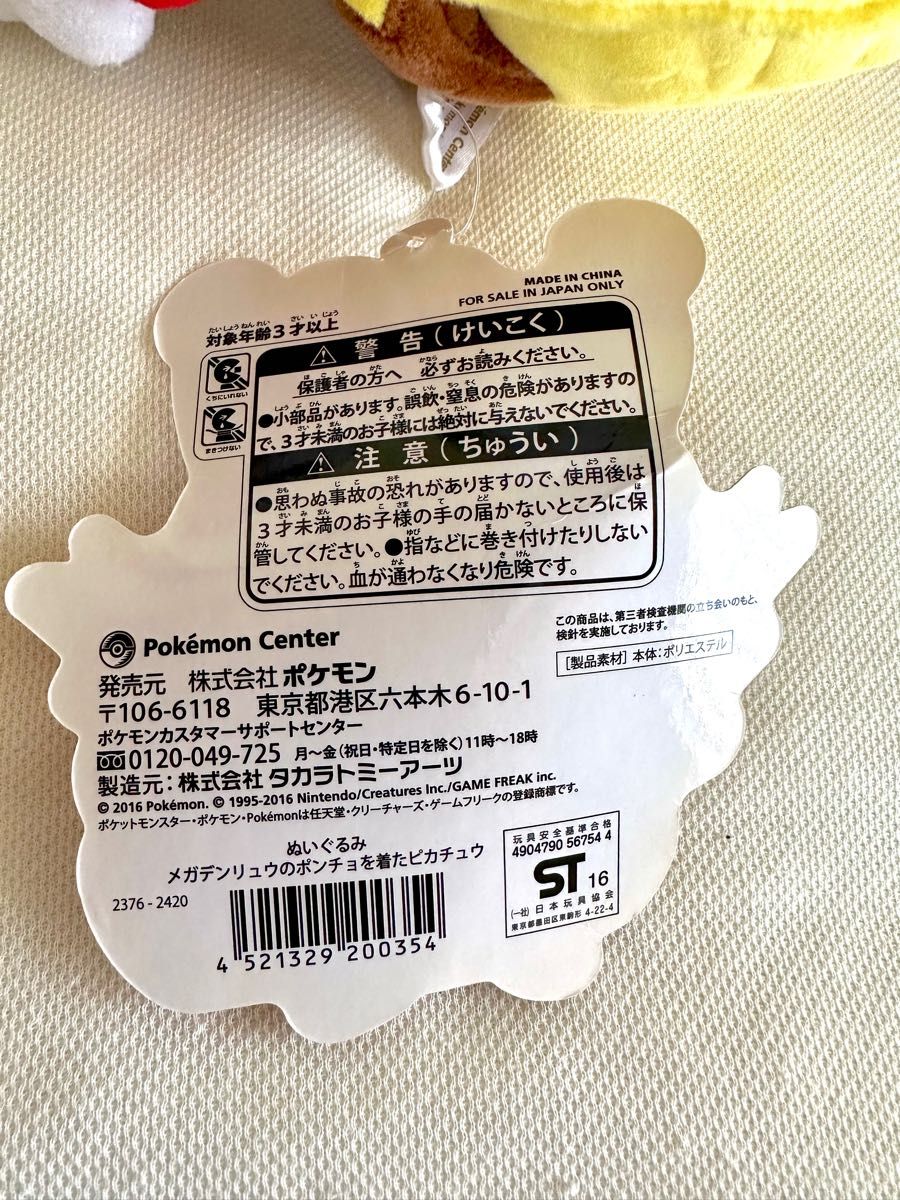 MADE IN CHINA
FOR SALE IN JAPAN ONLY
対象年齢3才以上
くちにいれない
まきつけない
警告(けいこく)
保護者の方へ 必ずお読みください。
●小部品があります。誤飲・窒息の危険がありますの
で、3才未満のお子様には絶対に与えないでください。
注意(ちゅうい)
●思わぬ事故の恐れがありますので、使用後は
3才未満のお子様の手の届かないところに保
管してください。●指などに巻き付けたりしない
でください。血が通わなくなり危険です。
この商品は、第三者検査機関の立ち会いのもと、
検針を実施しております。
[製品素材]本体:ポリエステル
Pokémon Center
発売元 株式会社ポケモン
〒106-6118 東京都港区六本木6-10-1
ポケモンカスタマーサポートセンター
0120-049-725 月~金(祝日・特定日を除く)11時~18時
製造元:株式会社 タカラトミーアーツ
© 2016 Pokémon. © 1995-2016 Nintendo/Creatures Inc./GAME FREAK inc.
ポケットモンスター・ポケモン・Pokémonは任天堂・クリーチャーズ・ゲームフリークの登録商標です。
ぬいぐるみ
メガデンリュウのポンチョを着たピカチュウ
2376-2420
4 521329 200354
玩具安全基準合格
4904790 56754 4
ST 16
(一社)日本玩具協会
東京都墨田区東駒形 4-22-4